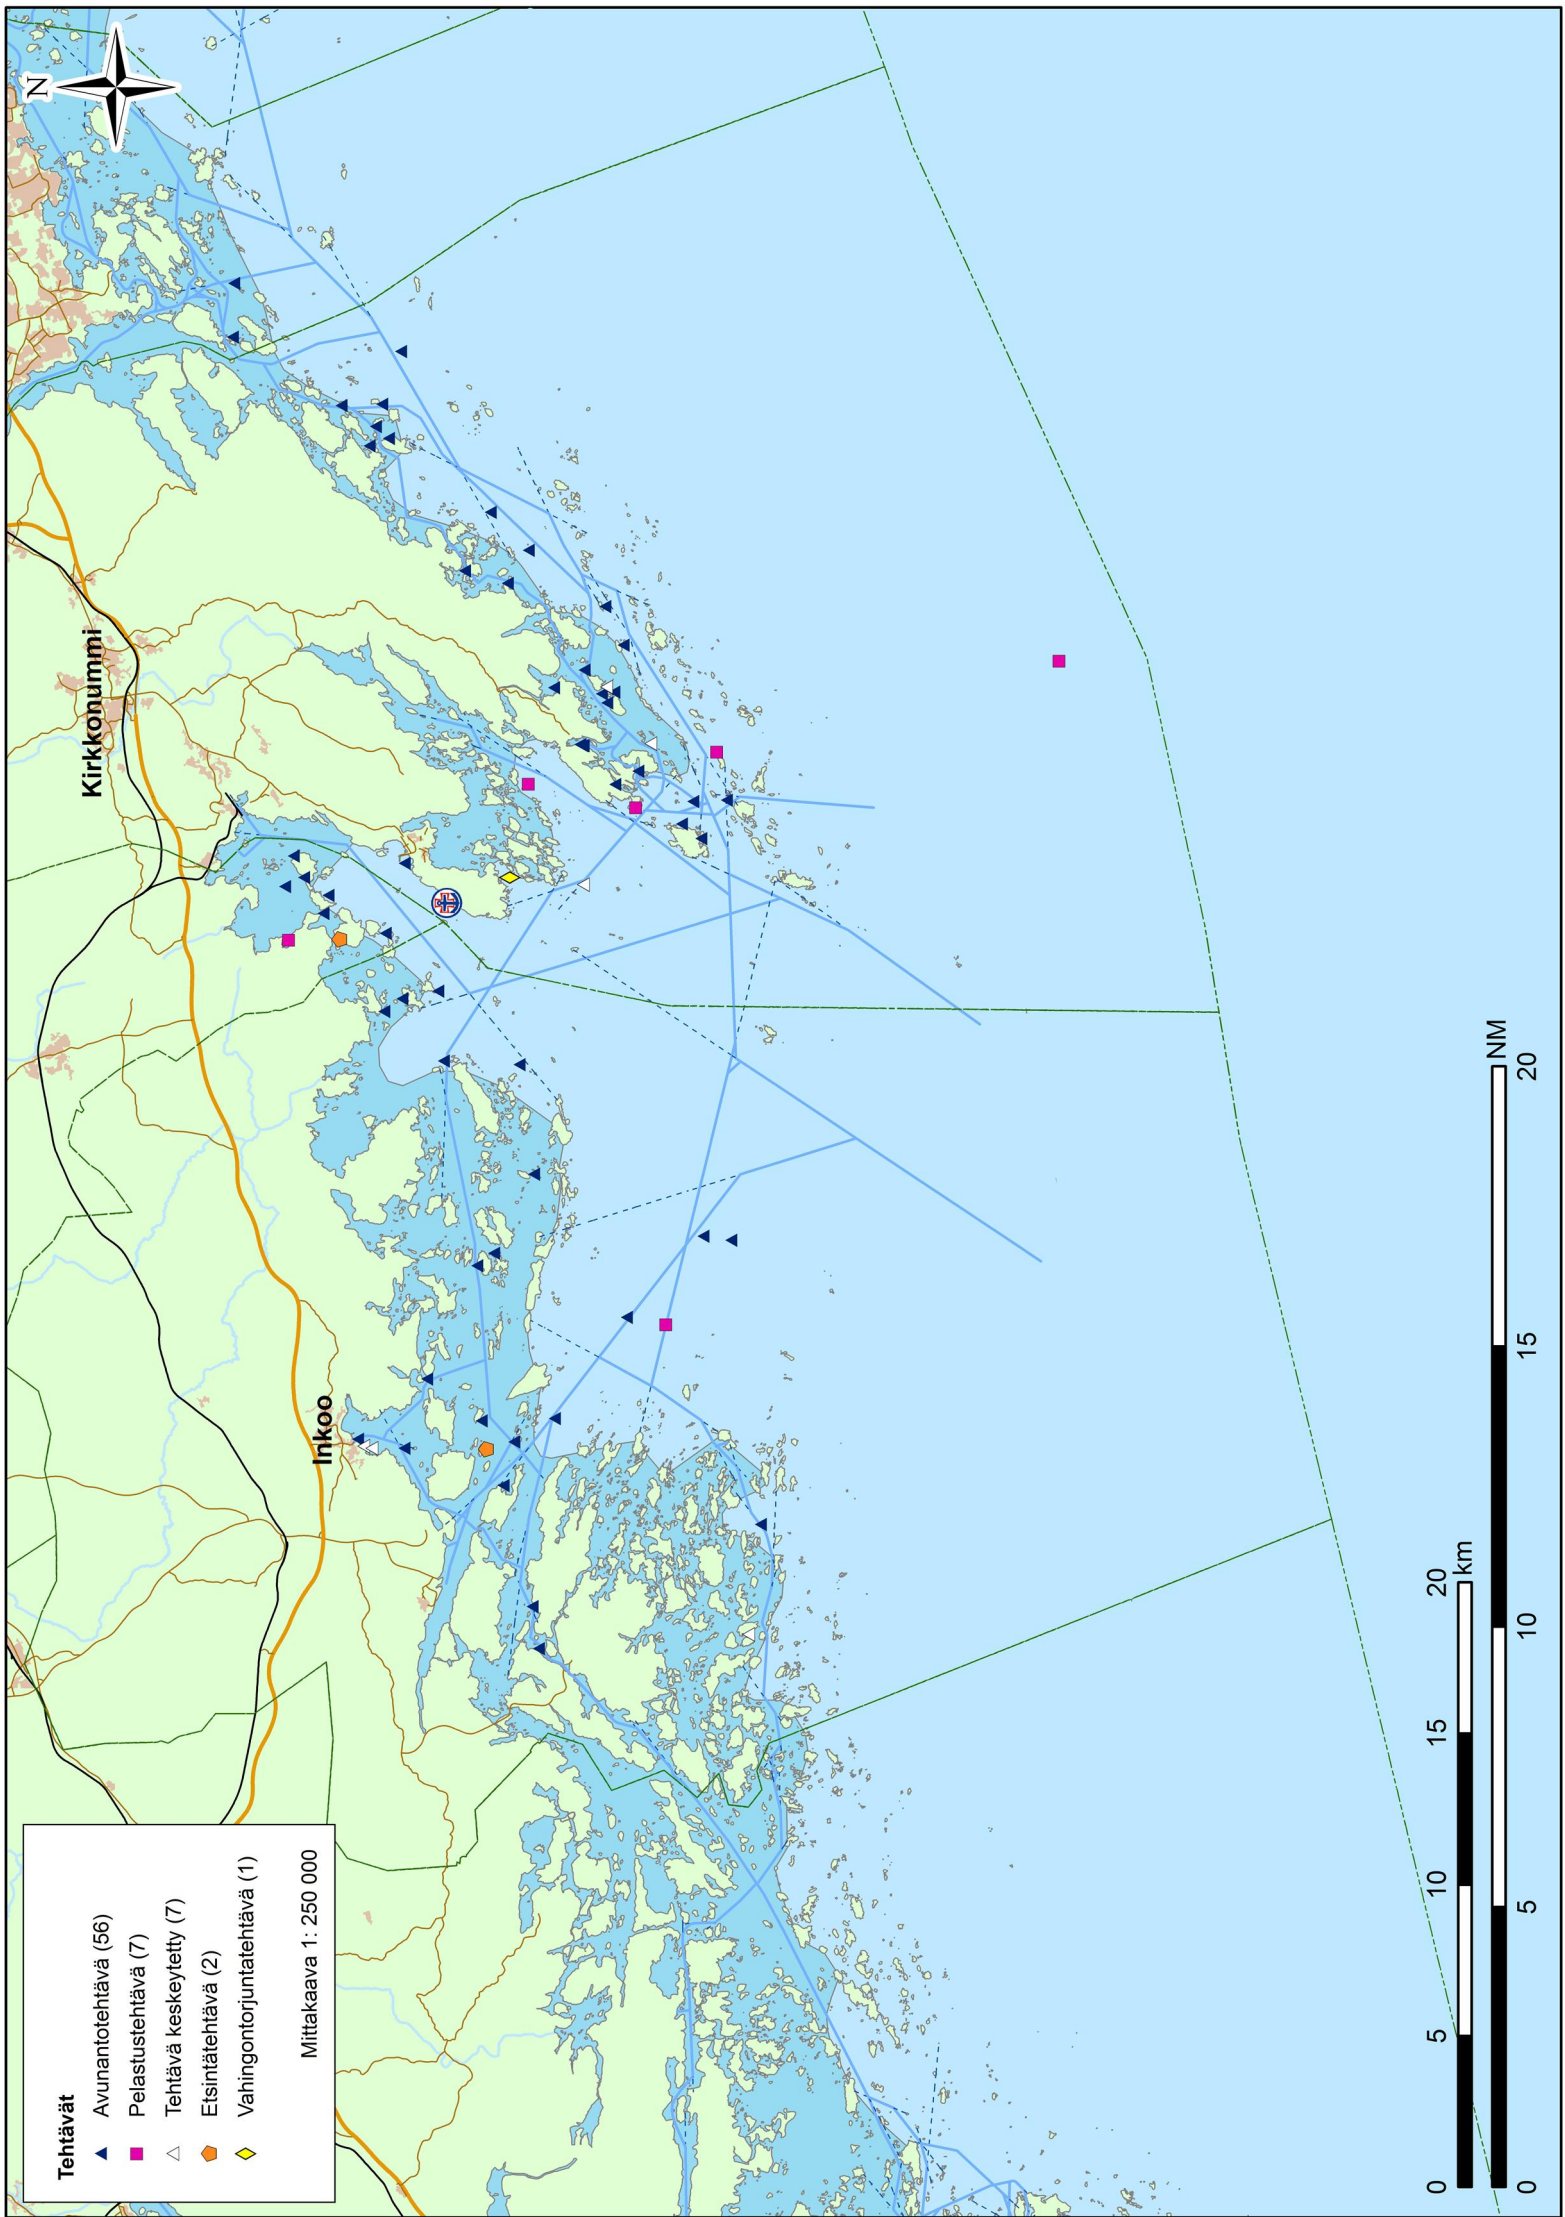 N
Kirkkonummi
Inkoo
Tehtävät
Avunantotehtävä (56)
Pelastustehtävä (7)
Tehtävä keskeytetty (7)
Etsintätehtävä (2)
Vahingontorjuntatehtävä (1)
Mittakaava 1: 250 000
0 5 10 15 20 km
0 5 10 15 20 NM